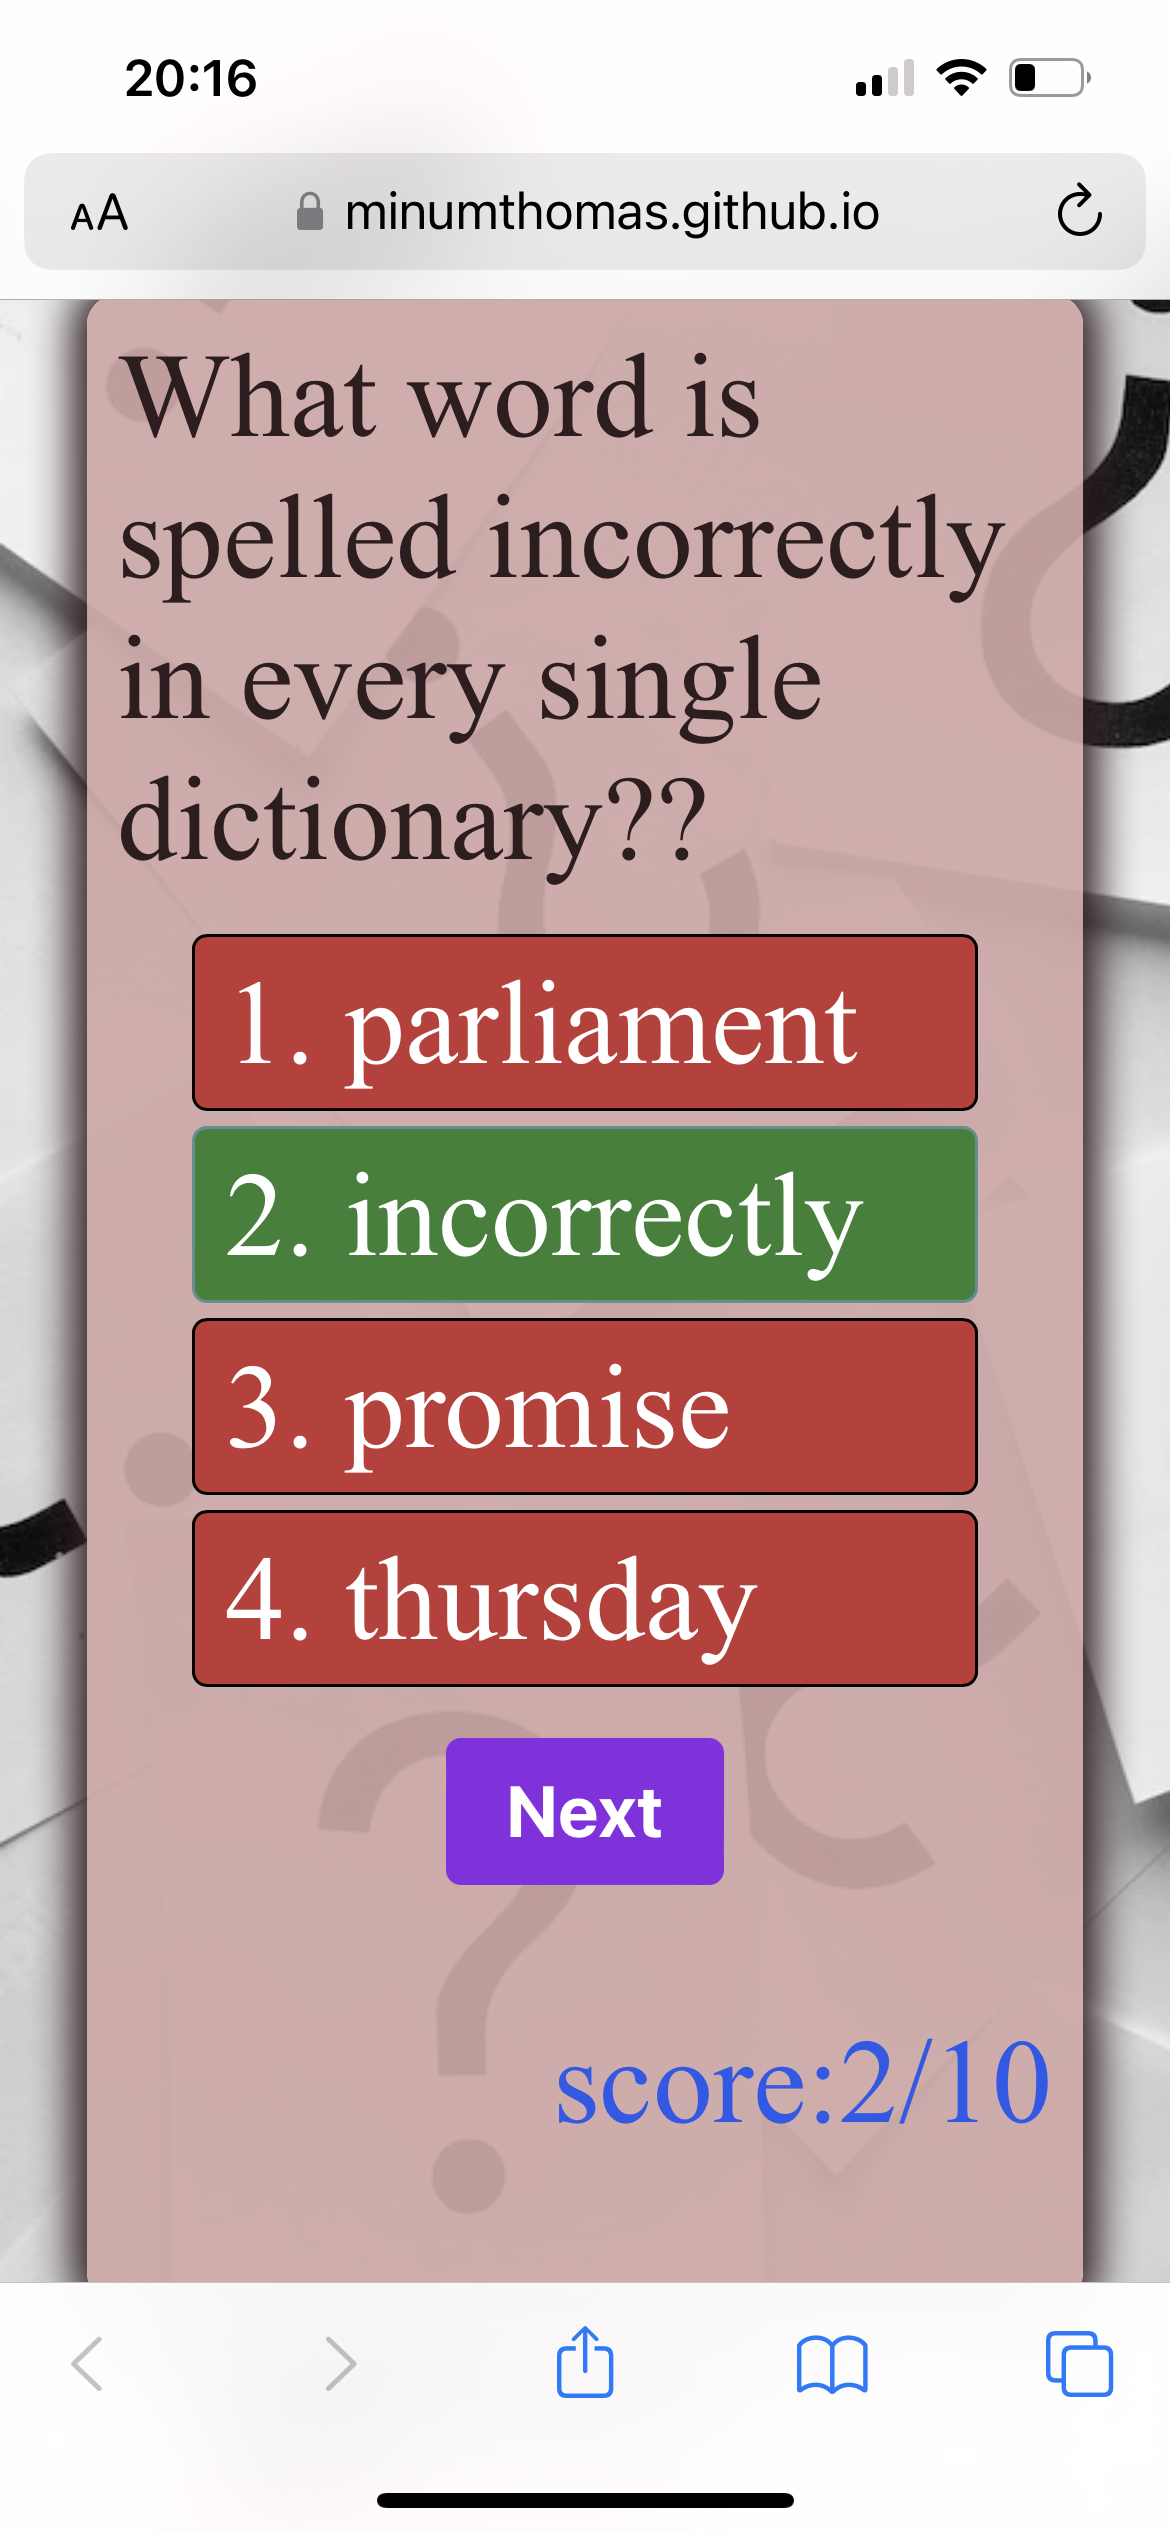 20:16
AA minumthomas.github.io
What word is
spelled incorrectly
in every single
dictionary??
1. parliament
2. incorrectly
3. promise
4. thursday
Next
score:2/10